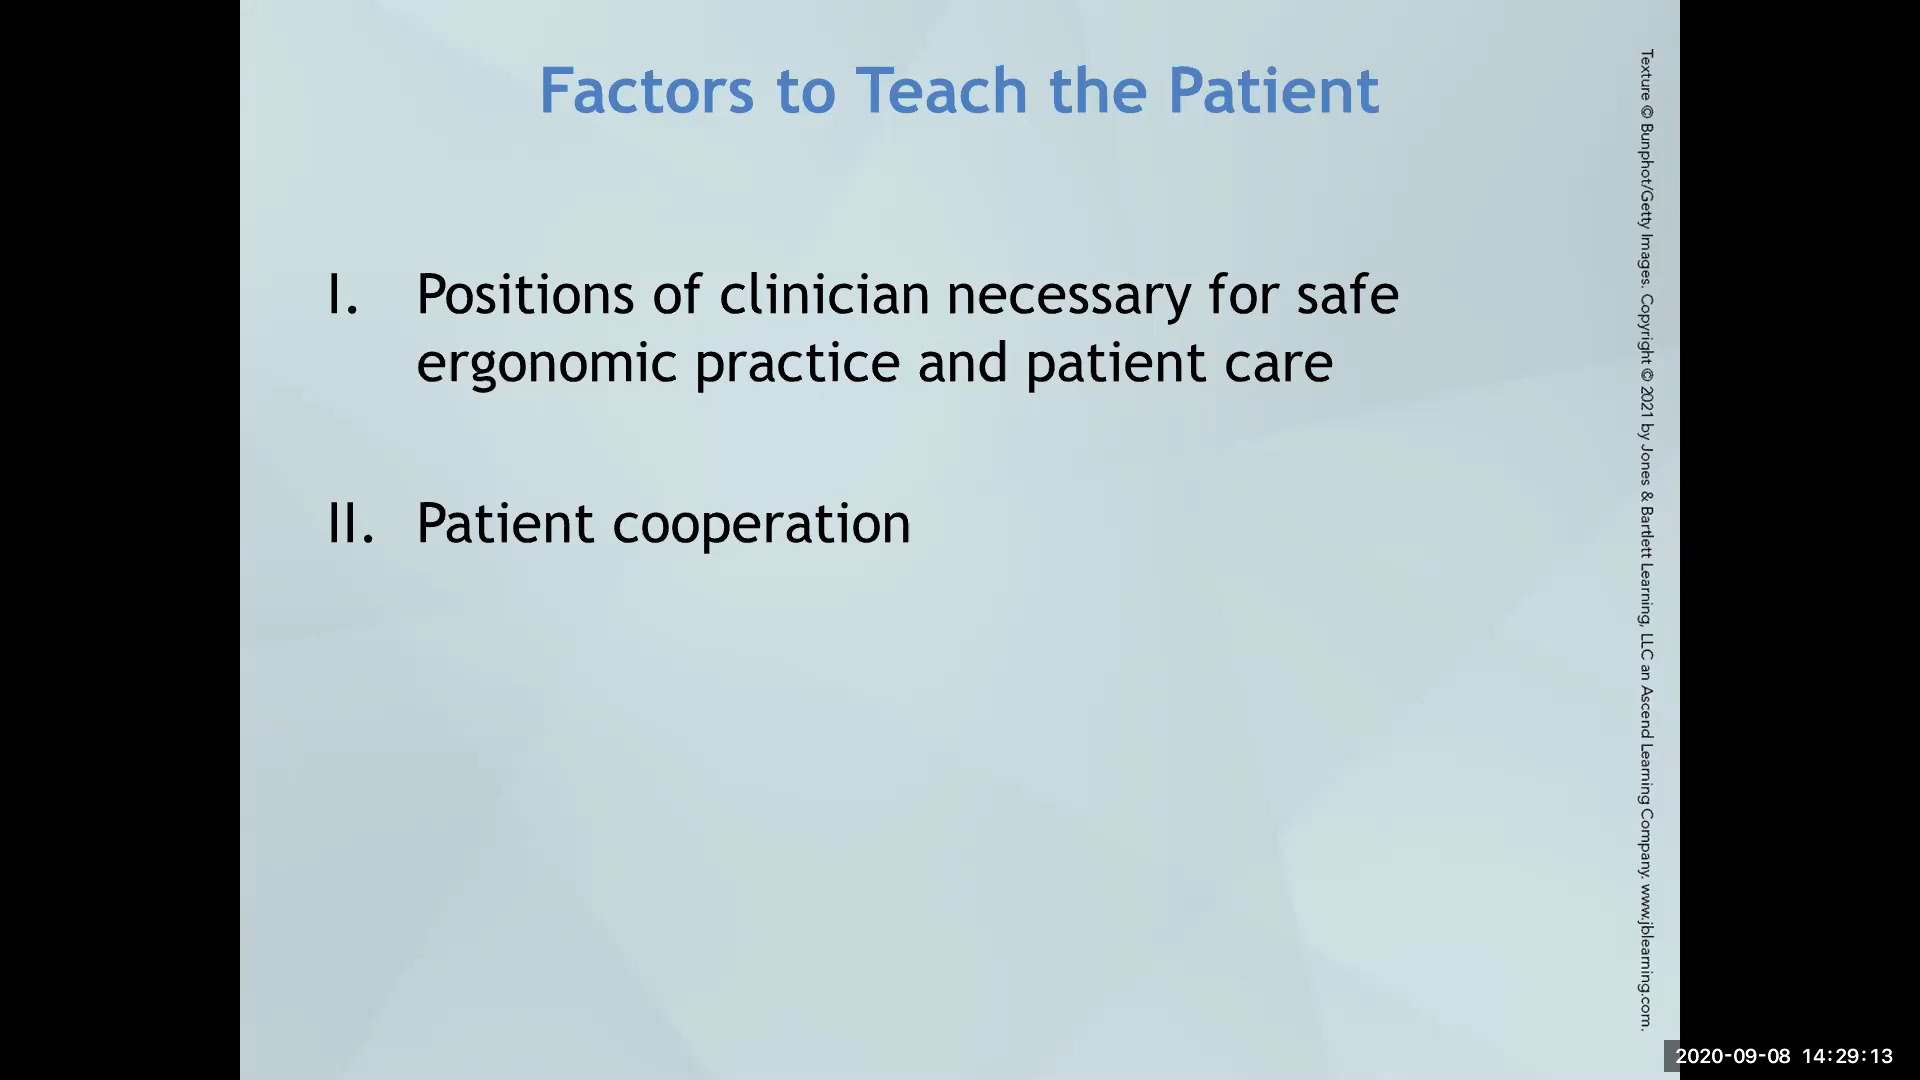 Factors to Teach the Patient
I. Positions of clinician necessary for safe
ergonomic practice and patient care
II. Patient cooperation
Texture © Bunphot/Getty Images. Copyright © 2021 by Jones & Bartlett Learning, LLC an Ascend Learning Company. www.jblearning.com.
2020-09-08 14:29:13